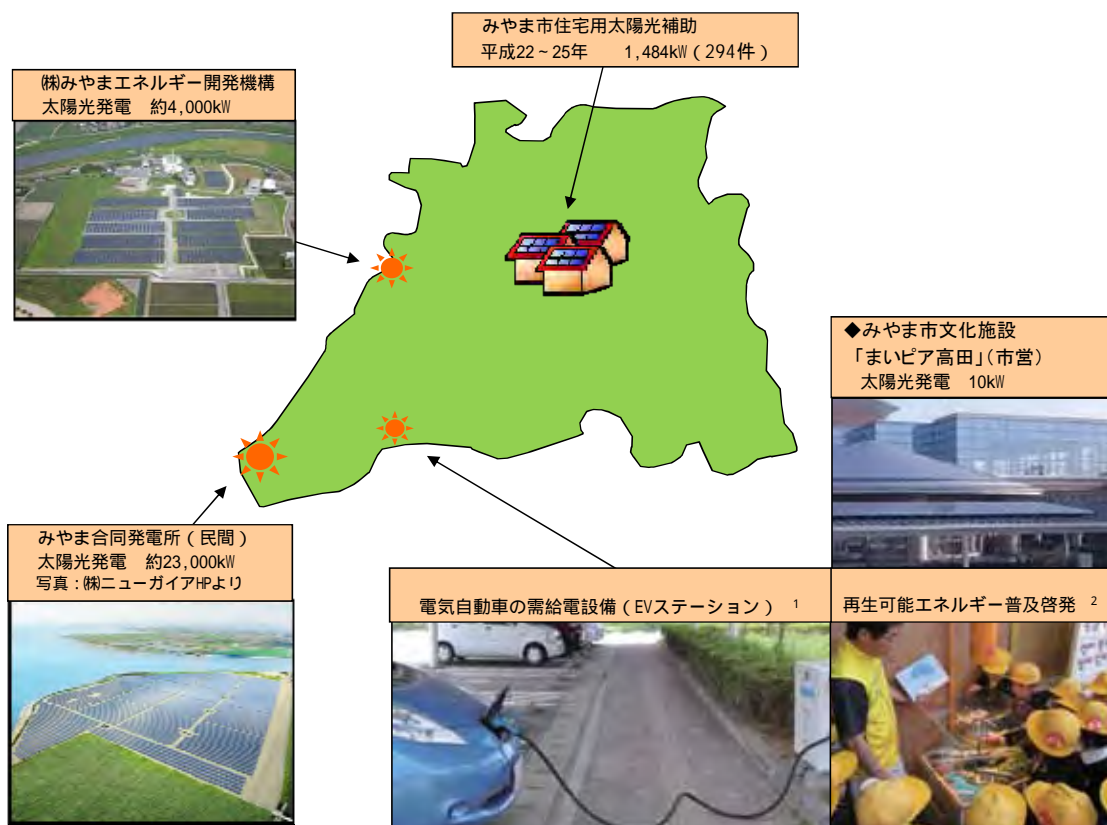 みやま市住宅用太陽光補助
平成22~25年 1,484kW(294件)
㈱みやまエネルギー開発機構
太陽光発電 約4,000kW
◆みやま市文化施設
「まいピア高田」(市営)
太陽光発電 10kW
みやま合同発電所(民間)
太陽光発電 約23,000kW
写真:㈱ニューガイアHPより
電気自動車の需給電設備(EVステーション) 1
再生可能エネルギー普及啓発 2